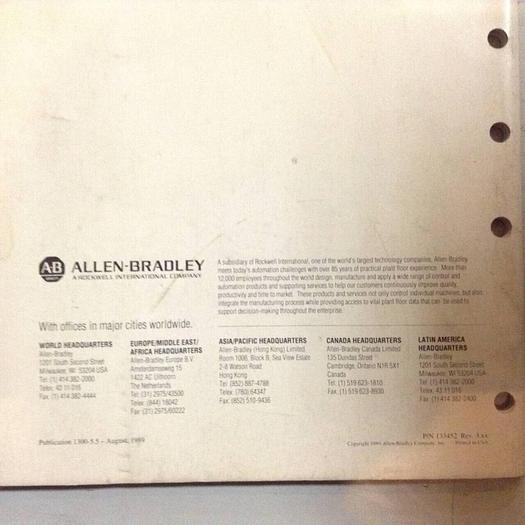 AB ALLEN-BRADLEY
A ROCKWELL INTERNATIONAL COMPANY
A subsidiary of Rockwell International, one of the world's largest technology companies, Allen-Bradley
meets today's automation challenges with over 85 years of practical plant floor experience. More than
12,000 employees throughout the world design, manufacture and apply a wide range of control and
automation products and supporting services to help our customers continuously improve quality,
productivity and time to market. These products and services not only control individual machines, but also
integrate the manufacturing process while providing access to vital plant floor data that can be used to
support decision-making throughout the enterprise.
With offices in major cities worldwide.
WORLD HEADQUARTERS
Allen-Bradley
1201 South Second Street
Milwaukee, WI 53204 USA
Tel: (1) 414 382-2000
Telex: 43 11 016
Fax: (1) 414 382-4444
EUROPE/MIDDLE EAST/
AFRICA HEADQUARTERS
Allen-Bradley Europe B.V.
Amsterdamseweg 15
1422 AC Uithoorn
The Netherlands
Tel: (31) 2975/43500
Telex: (844) 18042
Fax: (31) 2975/60222
ASIA/PACIFIC HEADQUARTERS
Allen-Bradley (Hong Kong) Limited
Room 1006, Block B, Sea View Estate
2-8 Watson Road
Hong Kong
Tel: (852) 887-4788
Telex: (780) 64347
Fax: (852) 510-9436
CANADA HEADQUARTERS
Allen-Bradley Canada Limited
135 Dundas Street
Cambridge, Ontario N1R 5X1
Canada
Tel: (1) 519 623-1810
Fax: (1) 519 623-8930
LATIN AMERICA
HEADQUARTERS
Allen-Bradley
1201 South Second Street
Milwaukee, WI 53204 USA
Tel: (1) 414 382-2000
Telex: 43 11 016
Fax: (1) 414 382-2400
Publication 1300-5.5 – August, 1989
P/N 133452 Rev.
Copyright 1989 Allen-Bradley Company, Inc. Printed in USA